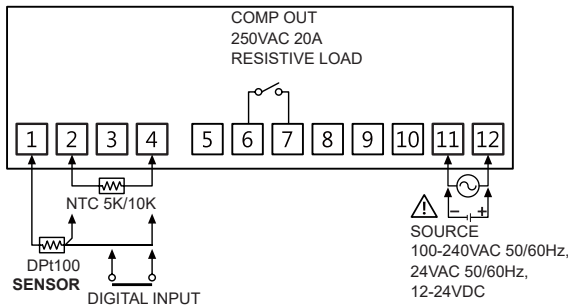 COMP OUT
250VAC 20A
RESISTIVE LOAD
1 2 3 4 5 6 7 8 9 10 11 12
NTC 5K/10K
DPt100
SENSOR
DIGITAL INPUT
− +
SOURCE
100-240VAC 50/60Hz,
24VAC 50/60Hz,
12-24VDC